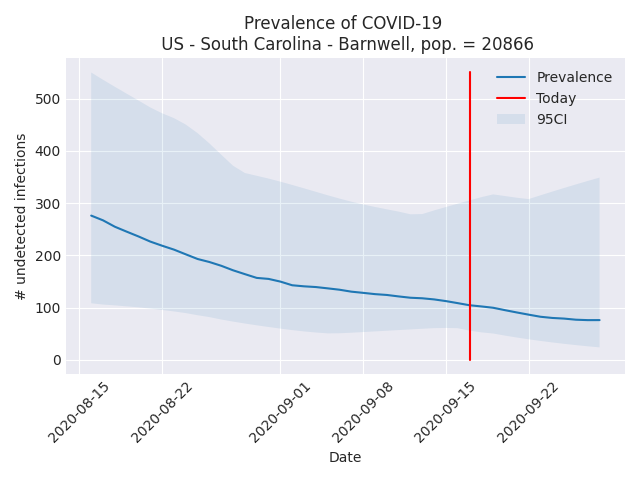 Prevalence of COVID-19
US - South Carolina - Barnwell, pop. = 20866
Prevalence
Today
95CI
# undetected infections
500
400
300
200
100
0
2020-08-15
2020-08-22
2020-09-01
2020-09-08
2020-09-15
2020-09-22
Date